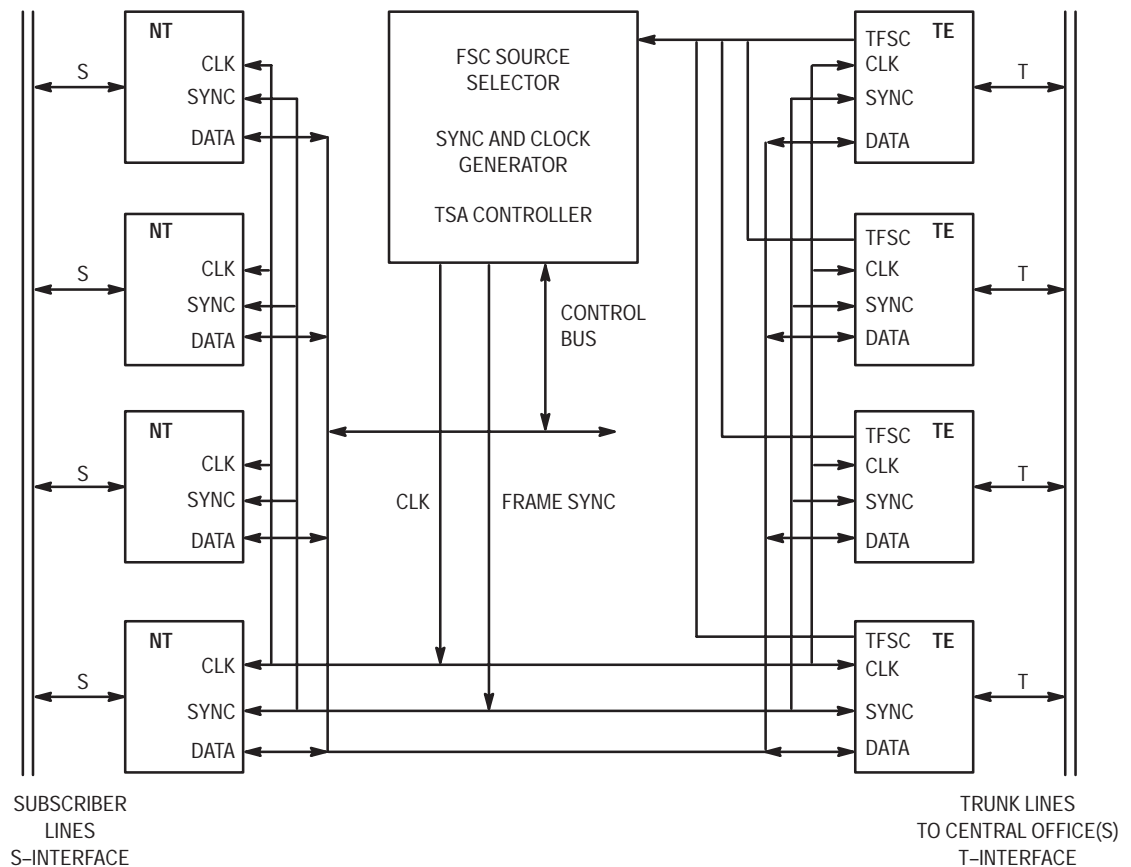 NT
CLK
SYNC
DATA
S
NT
CLK
SYNC
DATA
S
NT
CLK
SYNC
DATA
S
NT
CLK
SYNC
DATA
S
SUBSCRIBER
LINES
S–INTERFACE
FSC SOURCE
SELECTOR
SYNC AND CLOCK
GENERATOR
TSA CONTROLLER
CONTROL
BUS
CLK
FRAME SYNC
TFSC TE
CLK
SYNC
DATA
T
TFSC TE
CLK
SYNC
DATA
T
TFSC TE
CLK
SYNC
DATA
T
TFSC TE
CLK
SYNC
DATA
T
TRUNK LINES
TO CENTRAL OFFICE(S)
T–INTERFACE